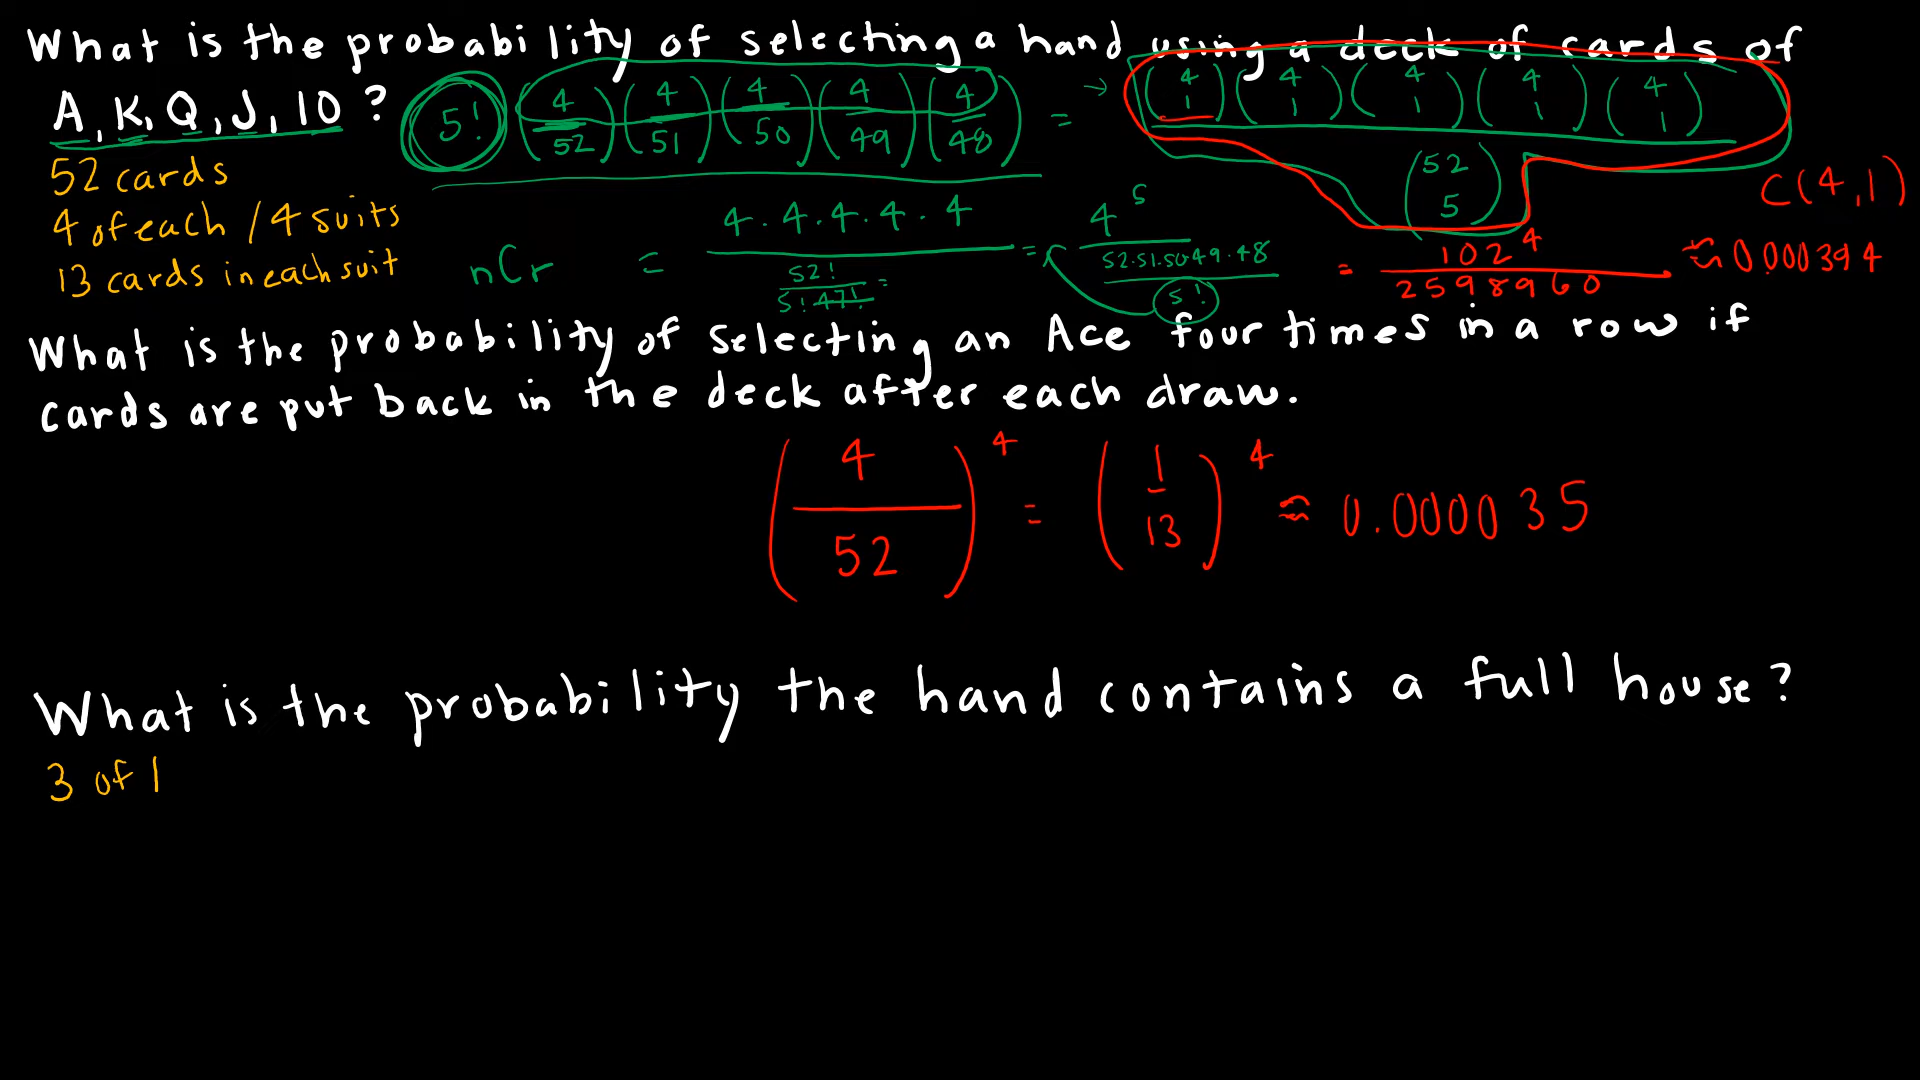 What is the probability of selecting a hand using a deck of cards of
A, K, Q, J, 10 ?
5! (4/52)(4/51)(4/50)(4/49)(4/48) = → (4 1)(4 1)(4 1)(4 1)(4 1) / (52 5)
52 cards
4 of each / 4 suits
13 cards in each suit
C(4,1)
nCr = 4·4·4·4·4 / 52!/5!47! = = 4^5 / 52·51·50·49·48 / 5! = 1024 / 2598960 ≈ 0.000394
What is the probability of selecting an Ace four times in a row if
cards are put back in the deck after each draw.
(4/52)^4 = (1/13)^4 ≈ 0.000035
What is the probability the hand contains a full house?
3 of 1